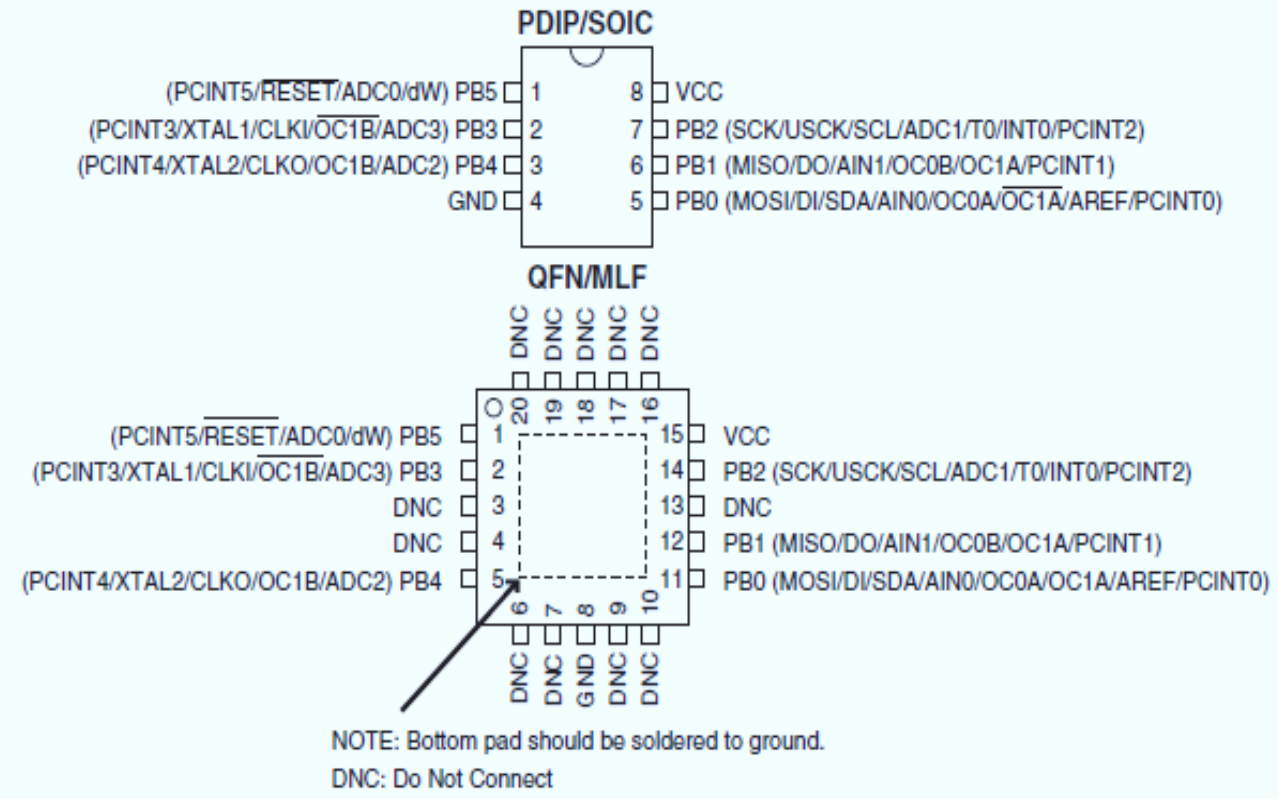 PDIP/SOIC
(PCINT5/RESET/ADC0/dW) PB5 1 8 VCC
(PCINT3/XTAL1/CLKI/OC1B/ADC3) PB3 2 7 PB2 (SCK/USCK/SCL/ADC1/T0/INT0/PCINT2)
(PCINT4/XTAL2/CLKO/OC1B/ADC2) PB4 3 6 PB1 (MISO/DO/AIN1/OC0B/OC1A/PCINT1)
GND 4 5 PB0 (MOSI/DI/SDA/AIN0/OC0A/OC1A/AREF/PCINT0)
QFN/MLF
DNC DNC DNC DNC DNC
20 19 18 17 16
(PCINT5/RESET/ADC0/dW) PB5 1 15 VCC
(PCINT3/XTAL1/CLKI/OC1B/ADC3) PB3 2 14 PB2 (SCK/USCK/SCL/ADC1/T0/INT0/PCINT2)
DNC 3 13 DNC
DNC 4 12 PB1 (MISO/DO/AIN1/OC0B/OC1A/PCINT1)
(PCINT4/XTAL2/CLKO/OC1B/ADC2) PB4 5 11 PB0 (MOSI/DI/SDA/AIN0/OC0A/OC1A/AREF/PCINT0)
6 7 8 9 10
DNC DNC GND DNC DNC
NOTE: Bottom pad should be soldered to ground.
DNC: Do Not Connect